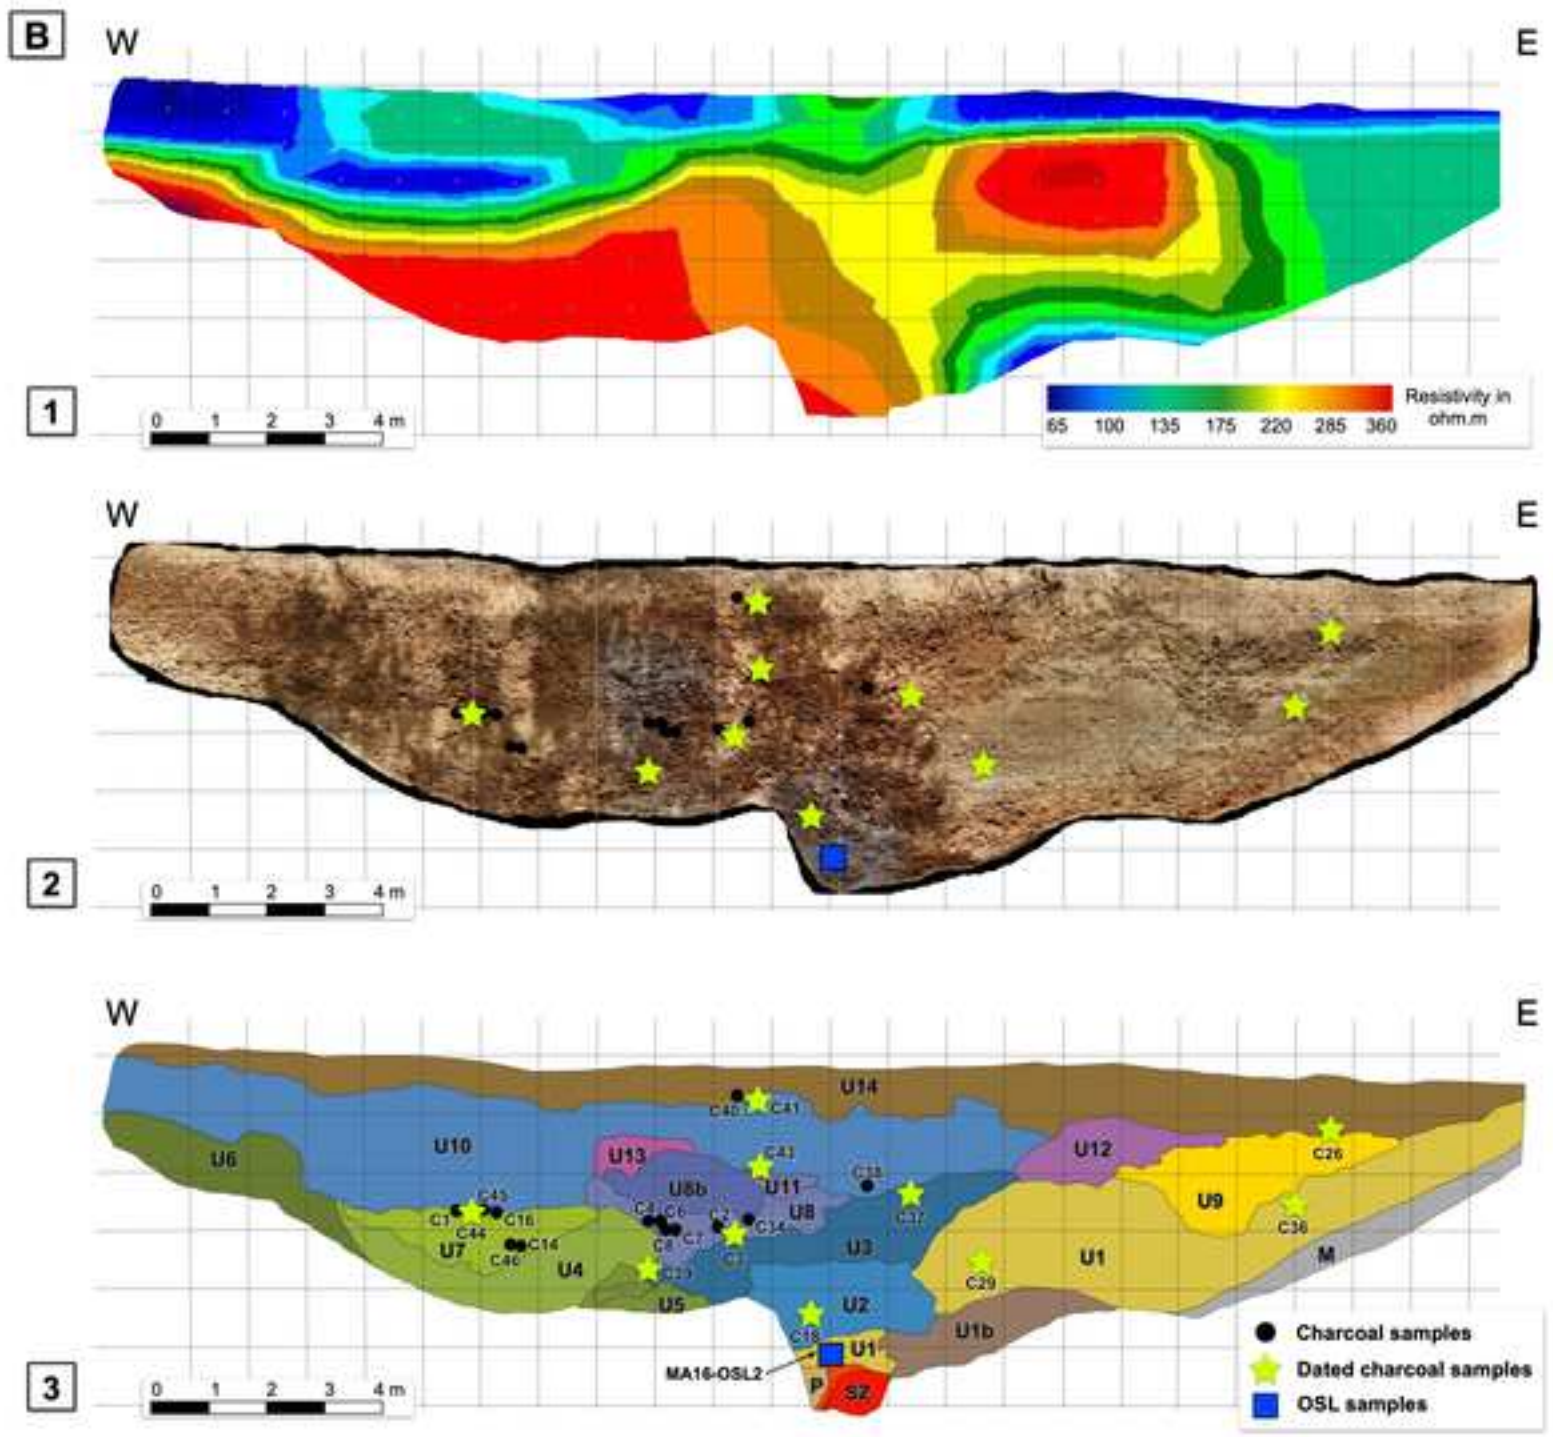 B
W
E
1
0 1 2 3 4 m
65 100 135 175 220 285 360
Resistivity in
ohm.m
W
E
2
0 1 2 3 4 m
W
E
U14
C40
C41
U10
U12
U6
U13
C43
C26
U8b
U11
C38
U9
C45
C1
C16
C44
C4
C6
C2
U8
C34
C37
C36
U7
C14
C46
C8
C7
U3
U1
M
U4
C39
C29
U5
U2
C18
U1b
U1
MA16-OSL2
P
S2
3
0 1 2 3 4 m
Charcoal samples
Dated charcoal samples
OSL samples